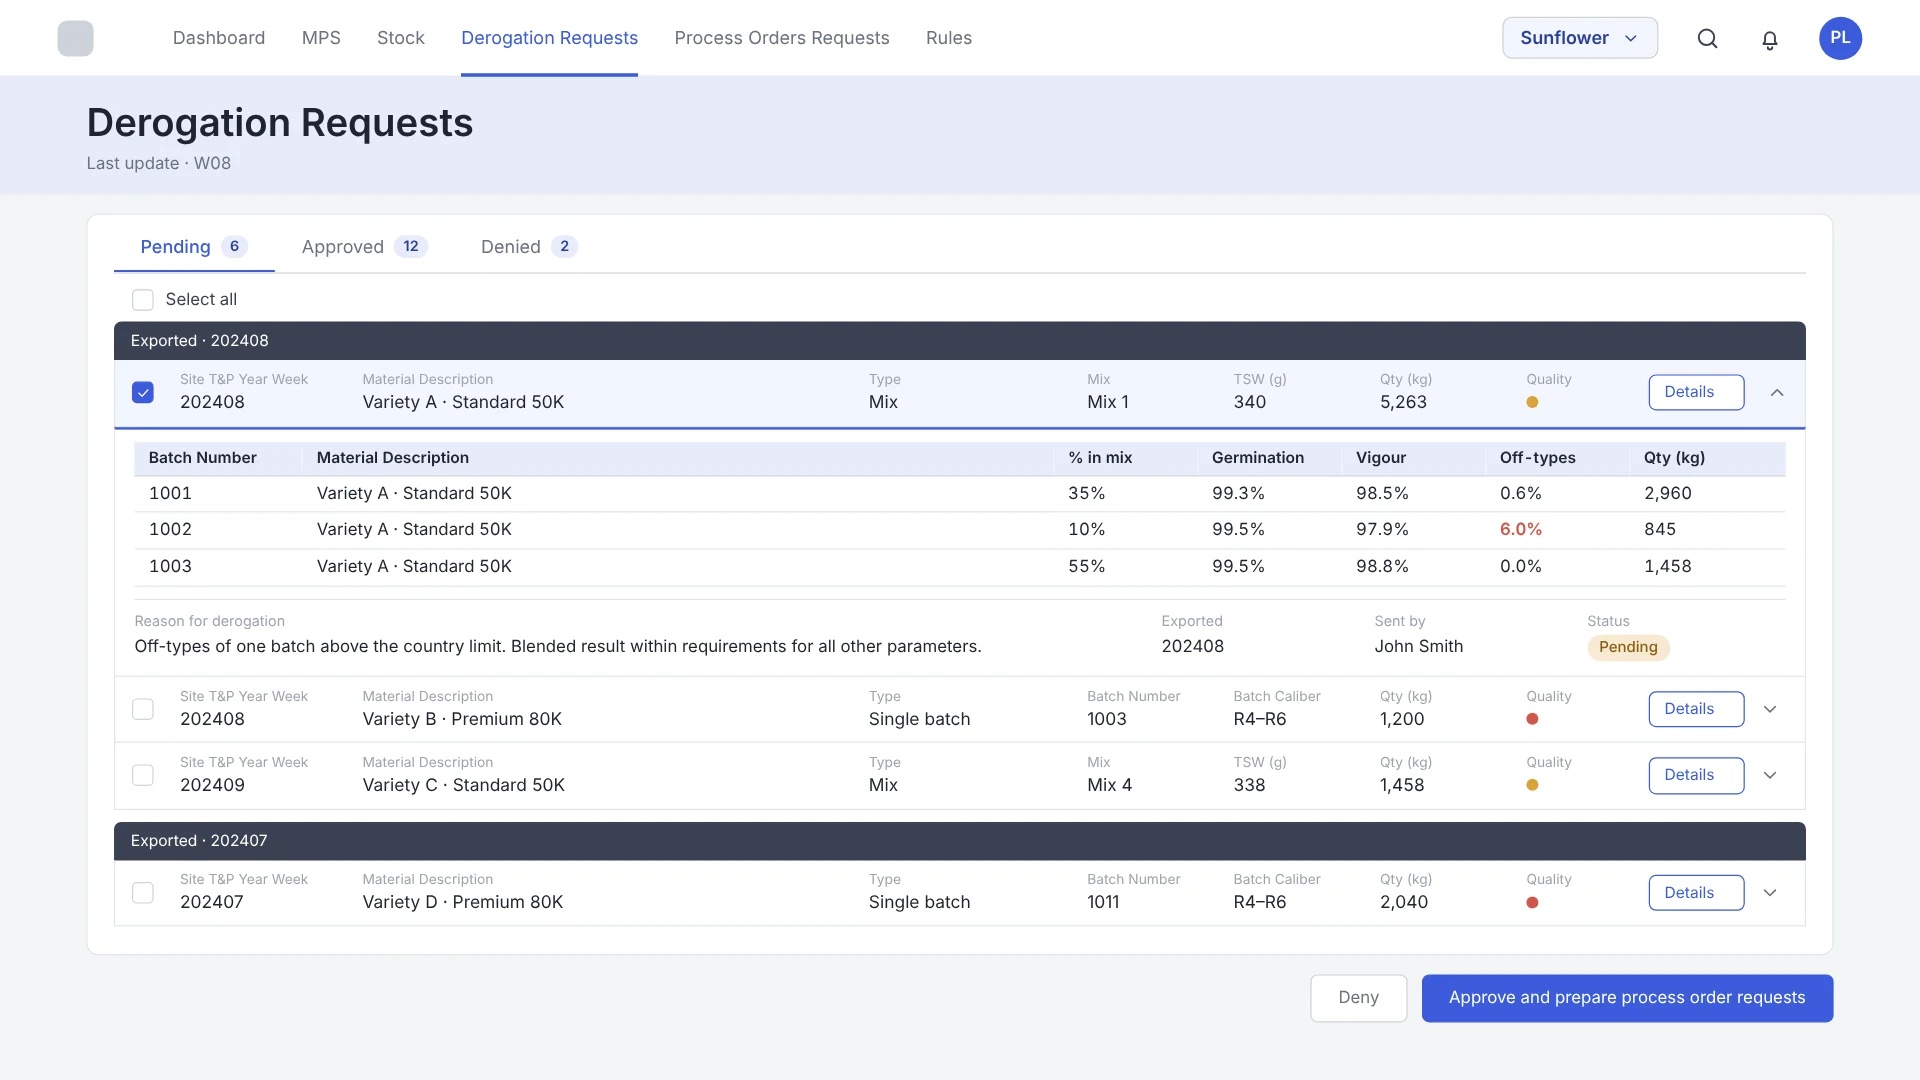 Dashboard MPS Stock Derogation Requests Process Orders Requests Rules Sunflower PL
Derogation Requests
Last update · W08
Pending 6 Approved 12 Denied 2
Select all
Exported · 202408
Site T&P Year Week Material Description Type Mix TSW (g) Qty (kg) Quality
202408 Variety A · Standard 50K Mix Mix 1 340 5,263 Details
Batch Number Material Description % in mix Germination Vigour Off-types Qty (kg)
1001 Variety A · Standard 50K 35% 99.3% 98.5% 0.6% 2,960
1002 Variety A · Standard 50K 10% 99.5% 97.9% 6.0% 845
1003 Variety A · Standard 50K 55% 99.5% 98.8% 0.0% 1,458
Reason for derogation Exported Sent by Status
Off-types of one batch above the country limit. Blended result within requirements for all other parameters. 202408 John Smith Pending
Site T&P Year Week Material Description Type Batch Number Batch Caliber Qty (kg) Quality
202408 Variety B · Premium 80K Single batch 1003 R4–R6 1,200 Details
Site T&P Year Week Material Description Type Mix TSW (g) Qty (kg) Quality
202409 Variety C · Standard 50K Mix Mix 4 338 1,458 Details
Exported · 202407
Site T&P Year Week Material Description Type Batch Number Batch Caliber Qty (kg) Quality
202407 Variety D · Premium 80K Single batch 1011 R4–R6 2,040 Details
Deny Approve and prepare process order requests